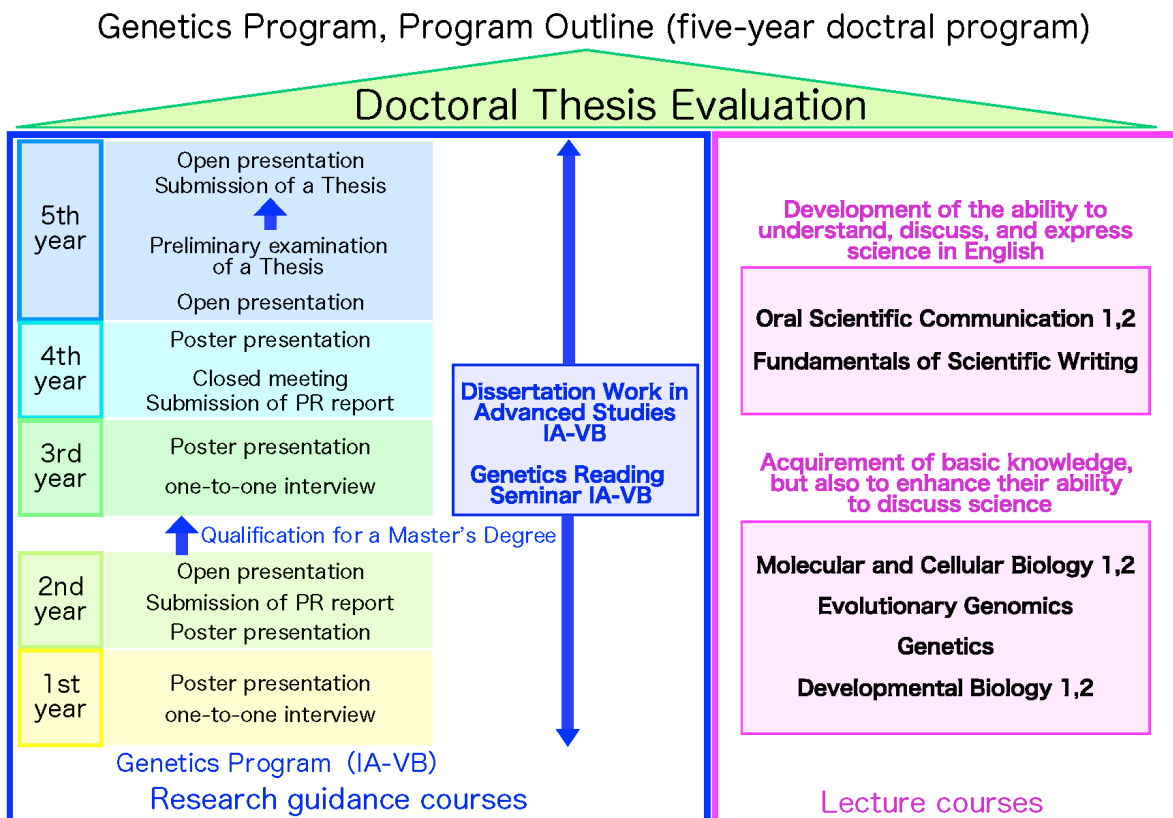 Genetics Program, Program Outline (five-year doctral program)
Doctoral Thesis Evaluation
5th
year
Open presentation
Submission of a Thesis
Preliminary examination
of a Thesis
Open presentation
4th
year
Poster presentation
Closed meeting
Submission of PR report
3rd
year
Poster presentation
one-to-one interview
Qualification for a Master's Degree
2nd
year
Open presentation
Submission of PR report
Poster presentation
1st
year
Poster presentation
one-to-one interview
Genetics Program (IA-VB)
Research guidance courses
Dissertation Work in
Advanced Studies
IA-VB
Genetics Reading
Seminar IA-VB
Development of the ability to
understand, discuss, and express
science in English
Oral Scientific Communication 1,2
Fundamentals of Scientific Writing
Acquirement of basic knowledge,
but also to enhance their ability
to discuss science
Molecular and Cellular Biology 1,2
Evolutionary Genomics
Genetics
Developmental Biology 1,2
Lecture courses